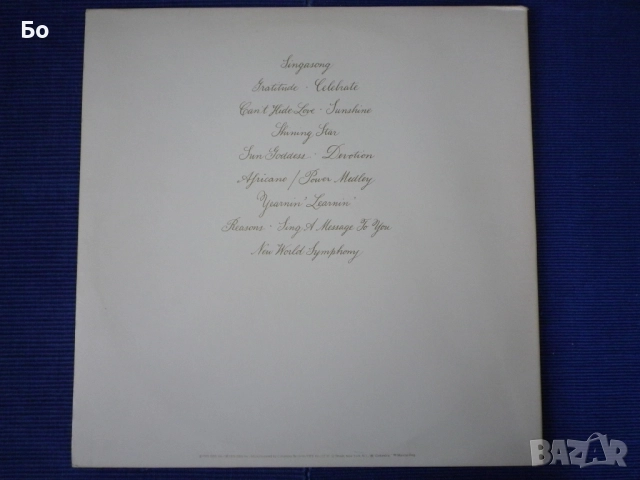 Бо
Singasong
Gratitude · Celebrate
Can't Hide Love · Sunshine
Shining Star
Sun Goddess · Devotion
Africano / Power Medley
Yearnin' Learnin'
Reasons · Sing A Message To You
New World Symphony
BAZAR